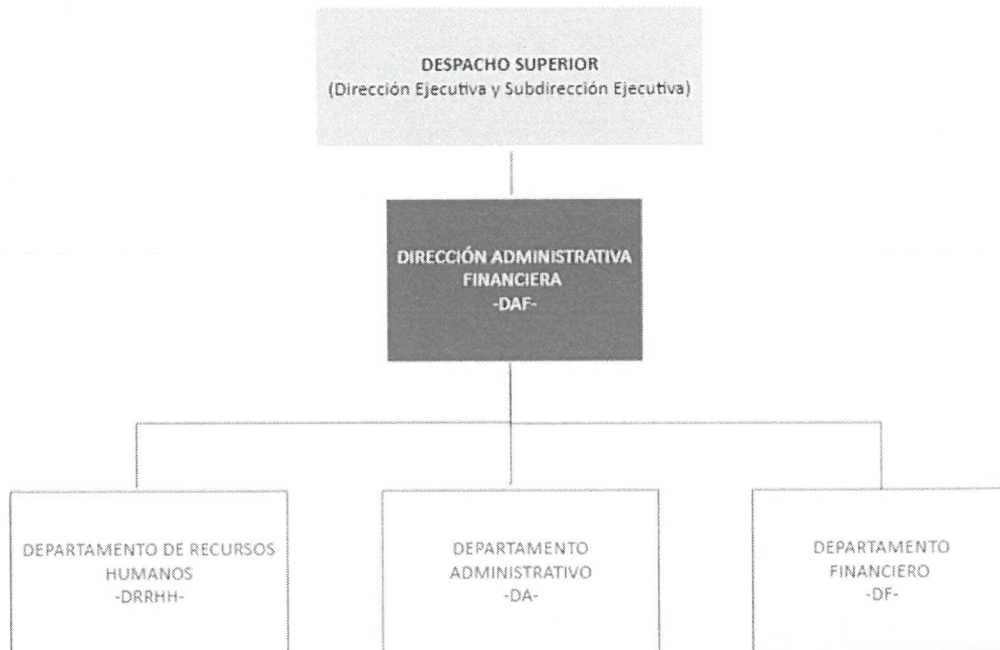 DESPACHO SUPERIOR
(Dirección Ejecutiva y Subdirección Ejecutiva)
DIRECCIÓN ADMINISTRATIVA
FINANCIERA
-DAF-
DEPARTAMENTO DE RECURSOS
HUMANOS
-DRRHH-
DEPARTAMENTO
ADMINISTRATIVO
-DA-
DEPARTAMENTO
FINANCIERO
-DF-